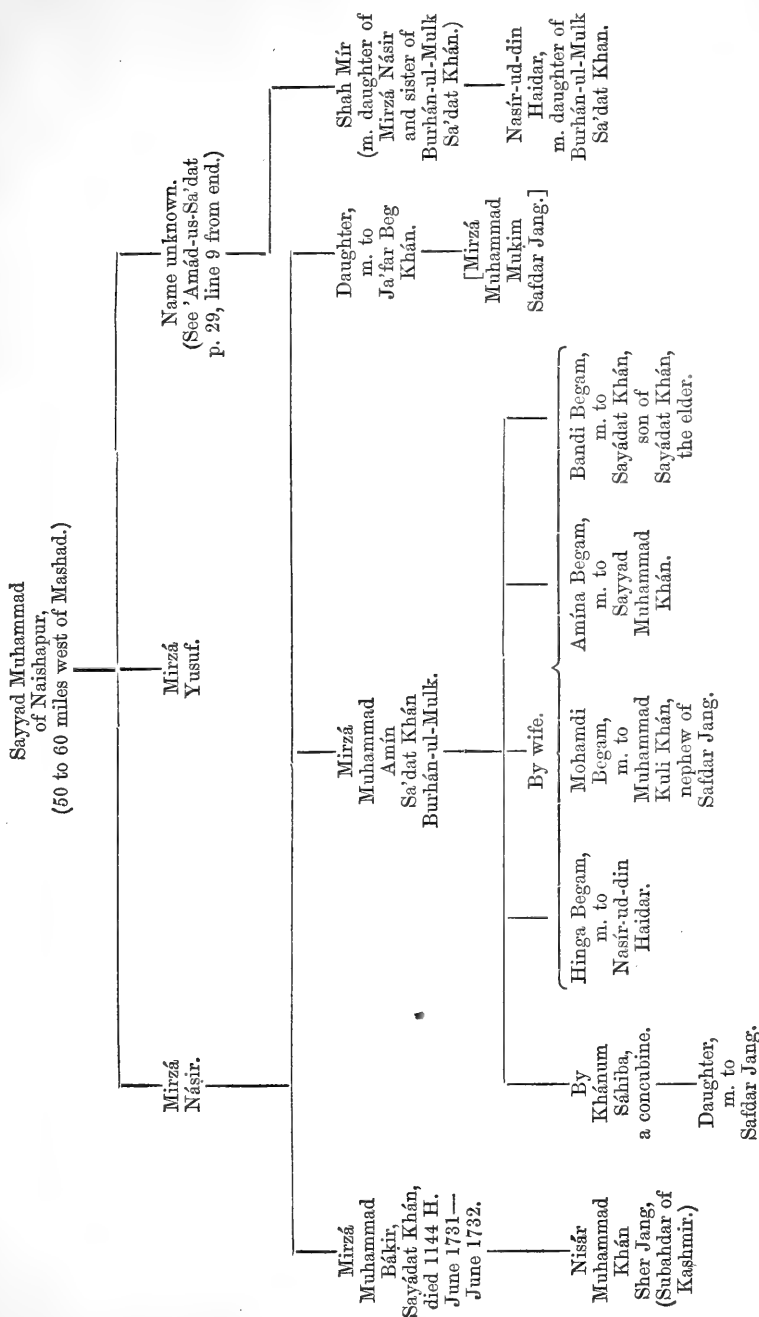 Sayyad Muhammad
of Naishapur,
(50 to 60 miles west of Mashad.)
Mirzá
Násir.
Mirzá
Yusuf.
Name unknown.
(See 'Amád-us-Sa'dat
p. 29, line 9 from end.)
Mirzá
Muhammad
Bákir,
Sayádat Khán,
died 1144 H.
June 1731—
June 1732.
Mirzá
Muhammad
Amín
Sa'dat Khán
Burhán-ul-Mulk.
Daughter,
m. to
Ja'far Beg
Khán.
Shah Mír
(m. daughter of
Mirzá Násir
and sister of
Burhán-ul-Mulk
Sa'dat Khán.)
Nisár
Muhammad
Khán
Sher Jang,
(Subahdar of
Kashmir.)
By
Khánum
Sáhiba,
a concubine.
By wife.
[Mirzá
Muhammad
Muḳím
Safdar Jang.]
Nasír-ud-din
Haidar,
m. daughter of
Burhán-ul-Mulk
Sa'dat Khan.
Daughter,
m. to
Safdar Jang.
Hinga Begam,
m. to
Nasír-ud-din
Haidar.
Mohamdi
Begam,
m. to
Muhammad
Kuli Khán,
nephew of
Safdar Jang.
Amína Begam,
m. to
Sayyad
Muhammad
Khán.
Bandi Begam,
m. to
Sayádat Khán,
son of
Sayádat Khán,
the elder.